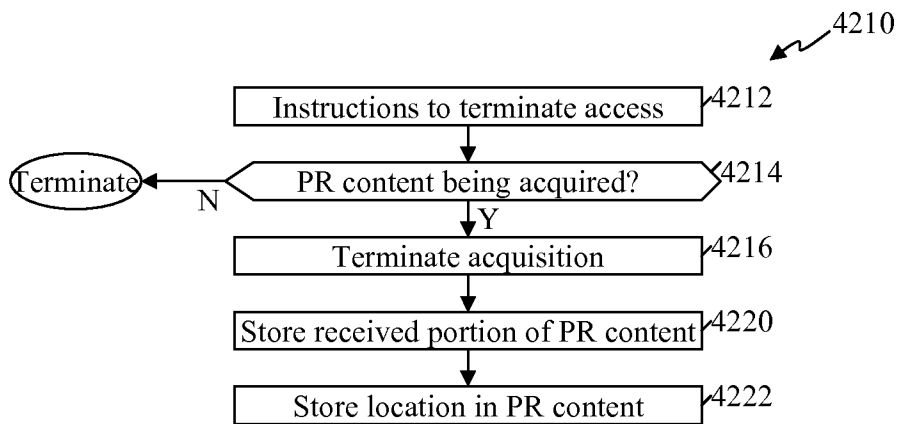 4210
Instructions to terminate access
4212
Terminate
N
PR content being acquired?
4214
Y
Terminate acquisition
4216
Store received portion of PR content
4220
Store location in PR content
4222